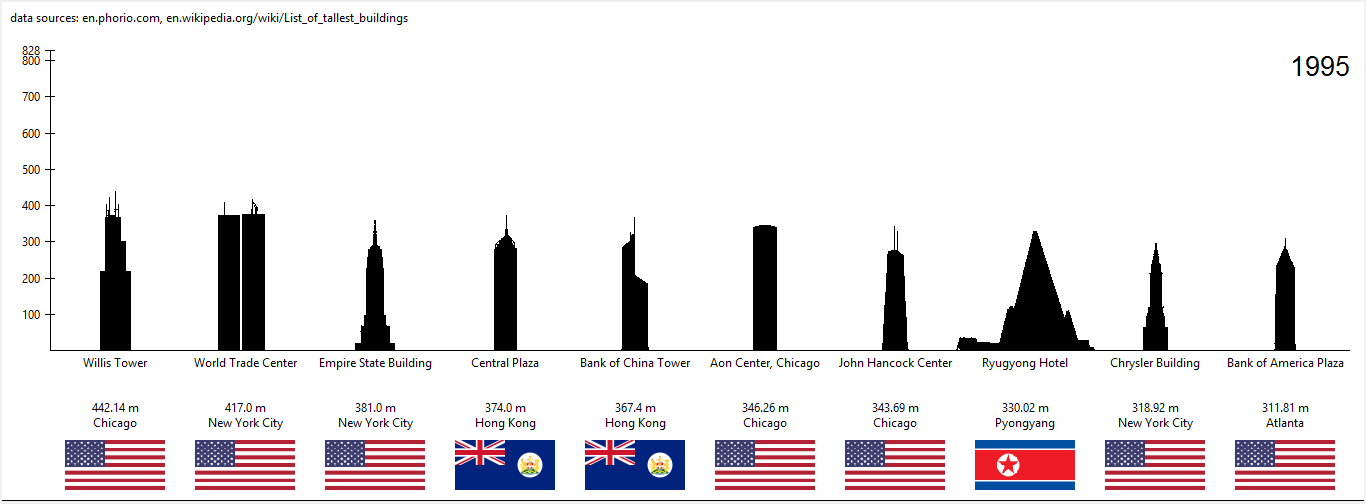 data sources: en.phorio.com, en.wikipedia.org/wiki/List_of_tallest_buildings
1995
828
800
700
600
500
400
300
200
100
Willis Tower World Trade Center Empire State Building Central Plaza Bank of China Tower Aon Center, Chicago John Hancock Center Ryugyong Hotel Chrysler Building Bank of America Plaza
442.14 m 417.0 m 381.0 m 374.0 m 367.4 m 346.26 m 343.69 m 330.02 m 318.92 m 311.81 m
Chicago New York City New York City Hong Kong Hong Kong Chicago Chicago Pyongyang New York City Atlanta